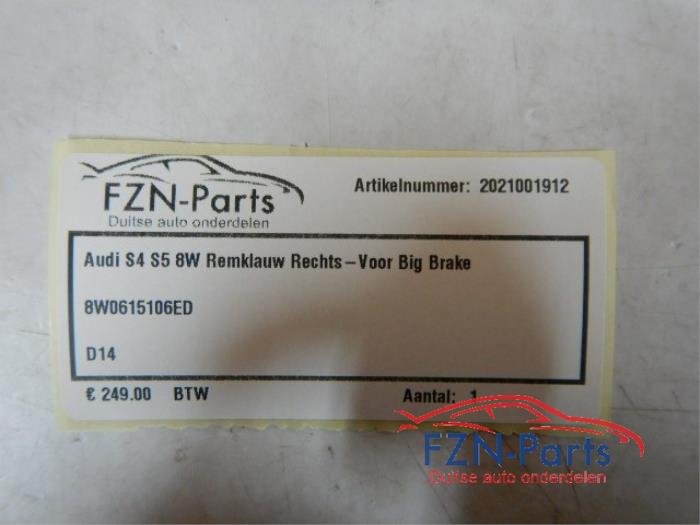 FZN-Parts
Duitse auto onderdelen
Artikelnummer: 2021001912
Audi S4 S5 8W Remklauw Rechts-Voor Big Brake
8W0615106ED
D14
€ 249.00 BTW
Aantal: 1
FZN-Parts
Duitse auto onderdelen